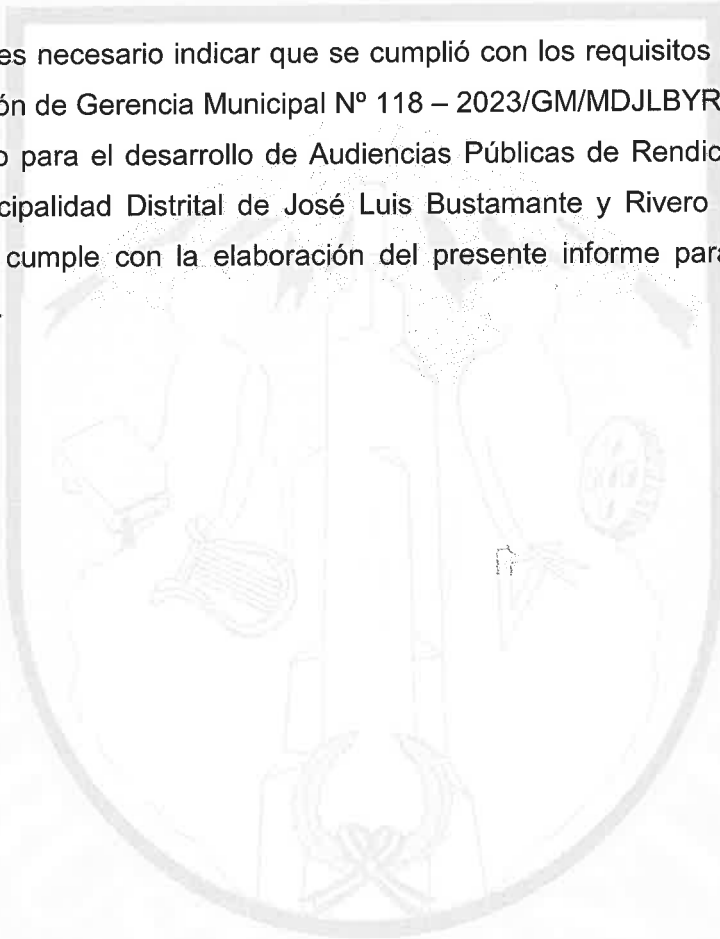 es necesario indicar que se cumplió con los requisitos
ón de Gerencia Municipal Nº 118 – 2023/GM/MDJLBYR
o para el desarrollo de Audiencias Públicas de Rendic
cipalidad Distrital de José Luis Bustamante y Rivero
cumple con la elaboración del presente informe para